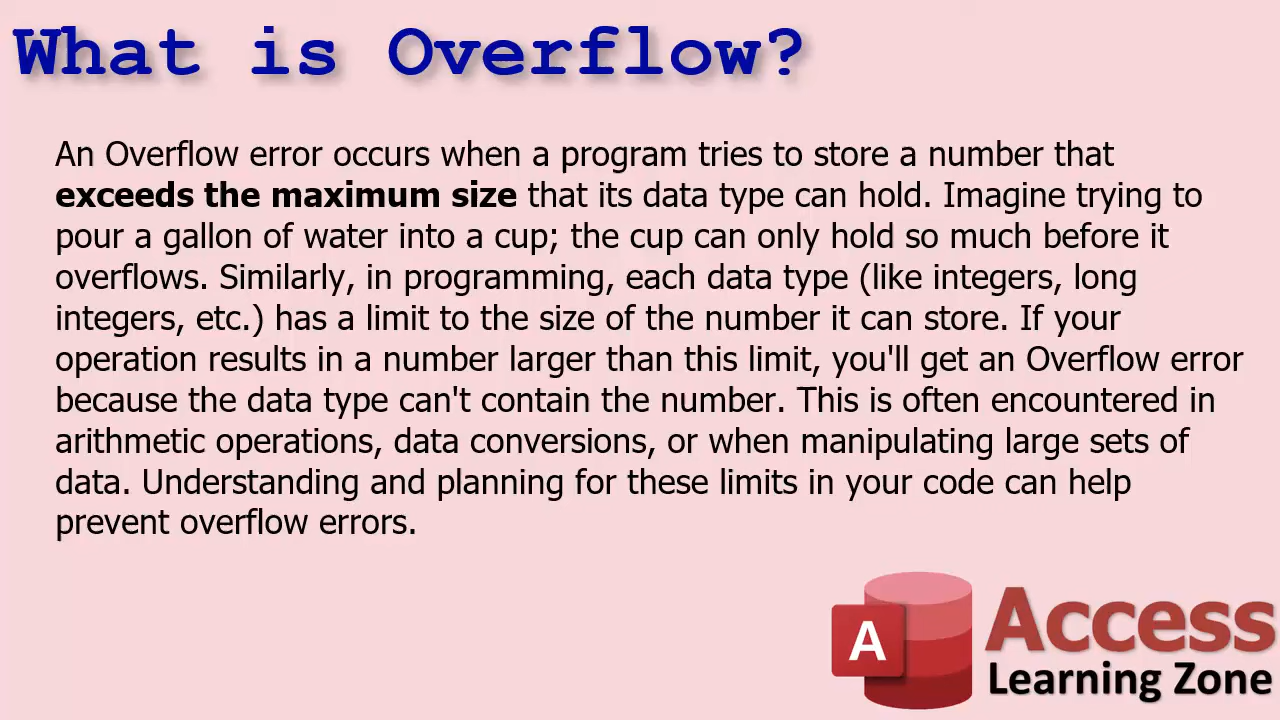 What is Overflow?
An Overflow error occurs when a program tries to store a number that
exceeds the maximum size that its data type can hold. Imagine trying to
pour a gallon of water into a cup; the cup can only hold so much before it
overflows. Similarly, in programming, each data type (like integers, long
integers, etc.) has a limit to the size of the number it can store. If your
operation results in a number larger than this limit, you'll get an Overflow error
because the data type can't contain the number. This is often encountered in
arithmetic operations, data conversions, or when manipulating large sets of
data. Understanding and planning for these limits in your code can help
prevent overflow errors.
A
Access
Learning Zone